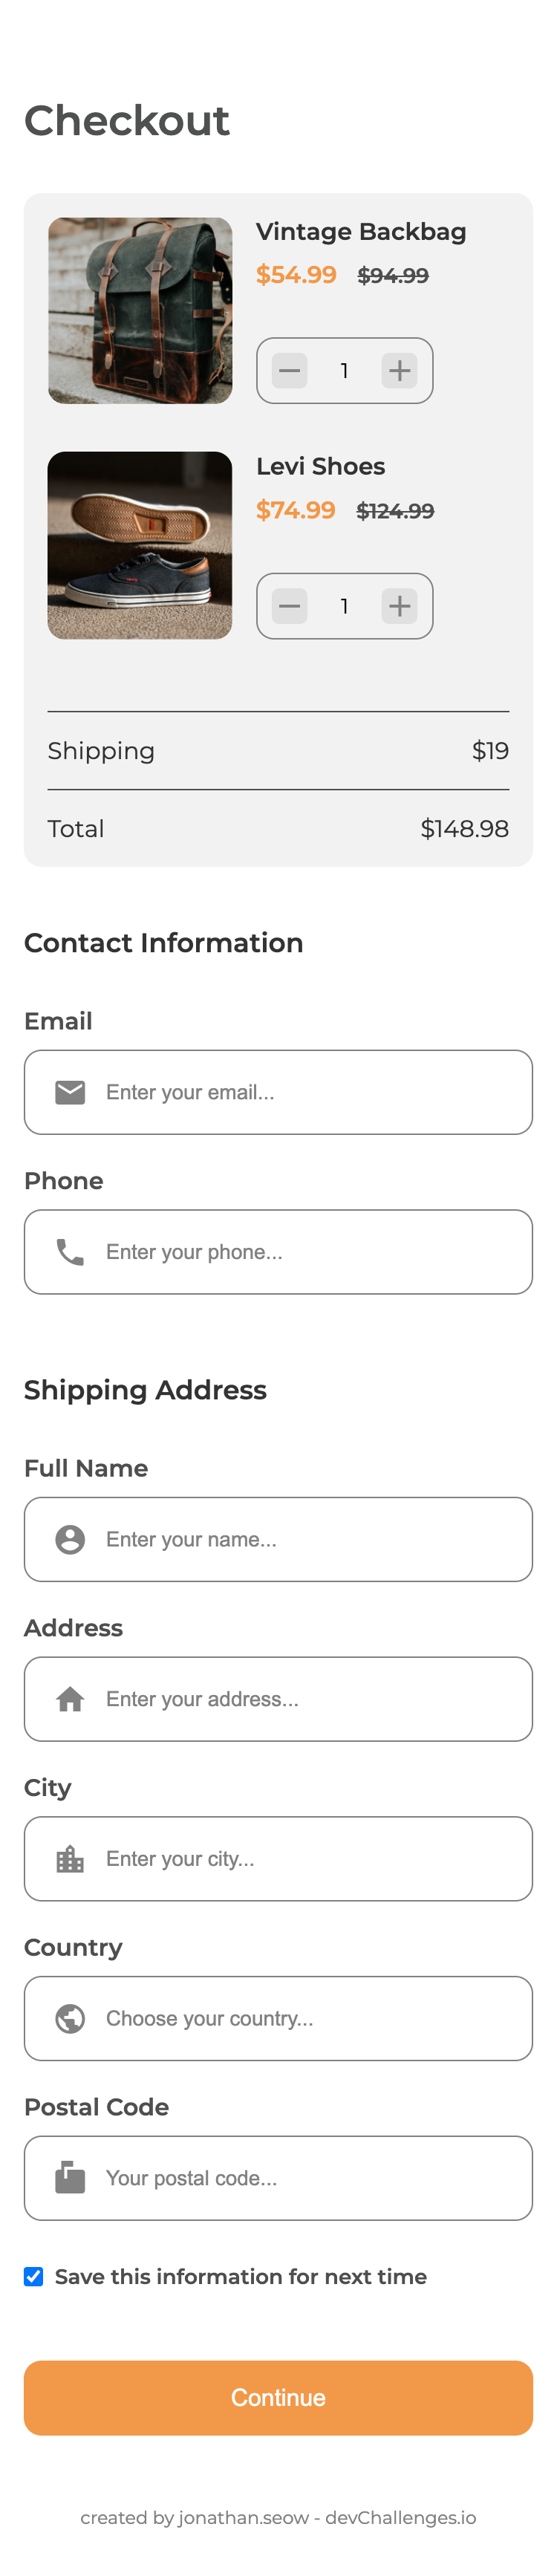 Checkout
Vintage Backbag
$54.99 $94.99
1
Levi Shoes
$74.99 $124.99
1
Shipping $19
Total $148.98
Contact Information
Email
Enter your email...
Phone
Enter your phone...
Shipping Address
Full Name
Enter your name...
Address
Enter your address...
City
Enter your city...
Country
Choose your country...
Postal Code
Your postal code...
Save this information for next time
Continue
created by jonathan.seow - devChallenges.io